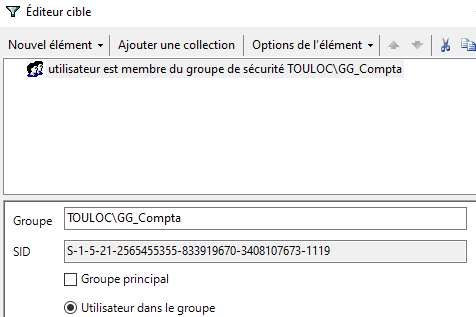 Éditeur cible
Nouvel élément Ajouter une collection Options de l'élément
utilisateur est membre du groupe de sécurité TOULOC\GG_Compta
Groupe TOULOC\GG_Compta
SID S-1-5-21-2565455355-833919670-3408107673-1119
Groupe principal
Utilisateur dans le groupe